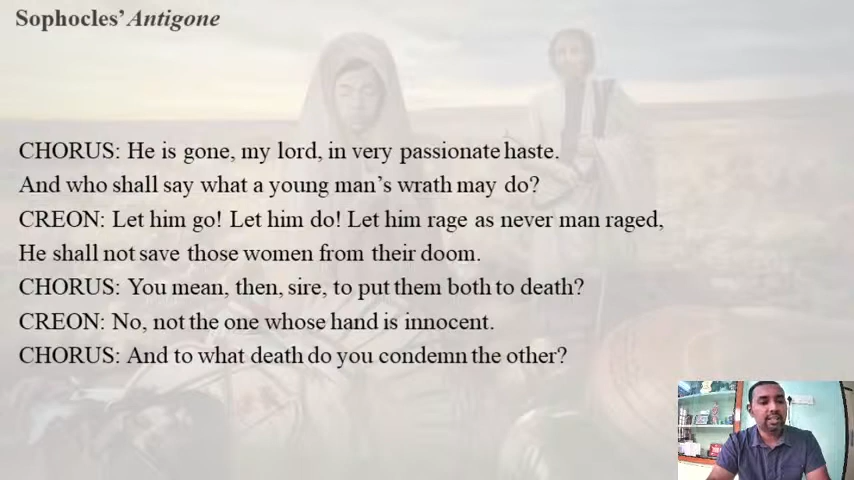 Sophocles’ Antigone
CHORUS: He is gone, my lord, in very passionate haste.
And who shall say what a young man’s wrath may do?
CREON: Let him go! Let him do! Let him rage as never man raged,
He shall not save those women from their doom.
CHORUS: You mean, then, sire, to put them both to death?
CREON: No, not the one whose hand is innocent.
CHORUS: And to what death do you condemn the other?